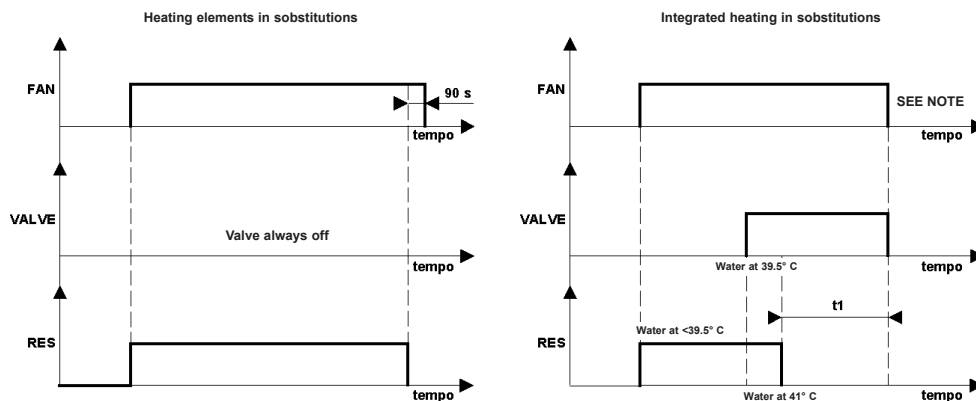 Heating elements in sobstitutions
FAN
90 s
tempo
VALVE
Valve always off
tempo
RES
tempo
Integrated heating in sobstitutions
FAN
SEE NOTE
tempo
VALVE
tempo
Water at 39.5° C
t1
Water at <39.5° C
RES
tempo
Water at 41° C